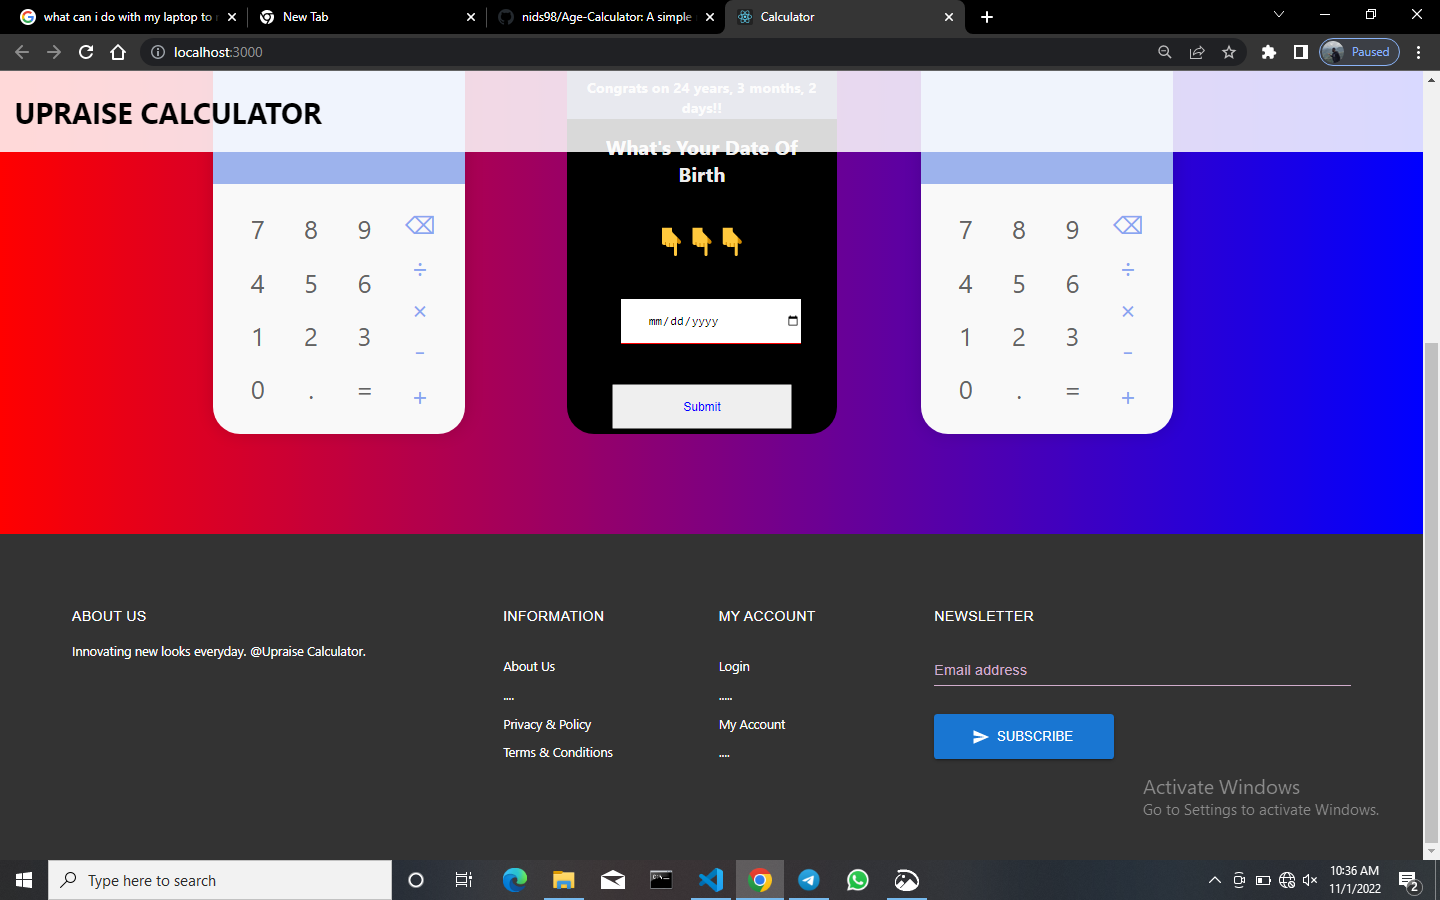 what can i do with my laptop to
New Tab
nids98/Age-Calculator: A simple
Calculator
localhost:3000
Paused
UPRAISE CALCULATOR
Congrats on 24 years, 3 months, 2
days!!
What's Your Date Of
Birth
👇👇👇
mm/dd/yyyy
Submit
7 8 9 ⌫
÷
4 5 6
×
1 2 3
-
0 . =
+
7 8 9 ⌫
÷
4 5 6
×
1 2 3
-
0 . =
+
ABOUT US
Innovating new looks everyday. @Upraise Calculator.
INFORMATION
About Us
....
Privacy & Policy
Terms & Conditions
MY ACCOUNT
Login
.....
My Account
....
NEWSLETTER
Email address
SUBSCRIBE
Activate Windows
Go to Settings to activate Windows.
Type here to search
10:36 AM
11/1/2022
2